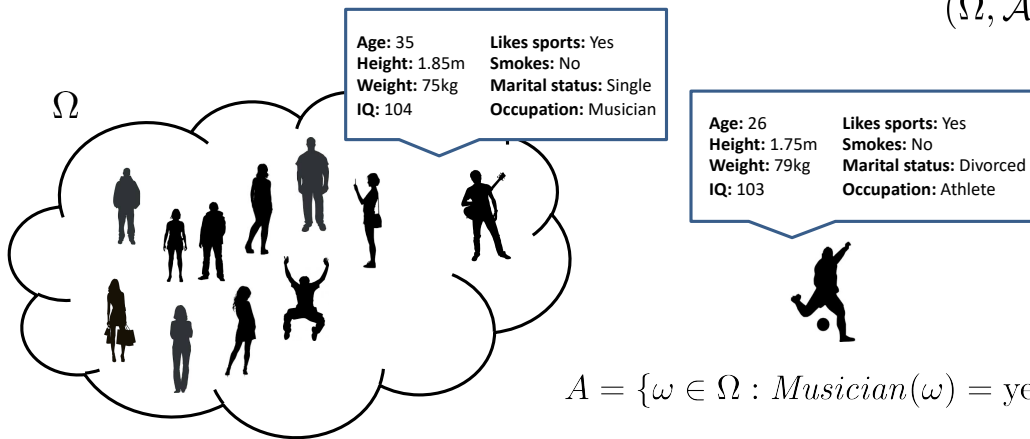 (Ω, 𝒜
Ω
Age: 35 Likes sports: Yes
Height: 1.85m Smokes: No
Weight: 75kg Marital status: Single
IQ: 104 Occupation: Musician
Age: 26 Likes sports: Yes
Height: 1.75m Smokes: No
Weight: 79kg Marital status: Divorced
IQ: 103 Occupation: Athlete
A = {ω ∈ Ω : Musician(ω) = ye